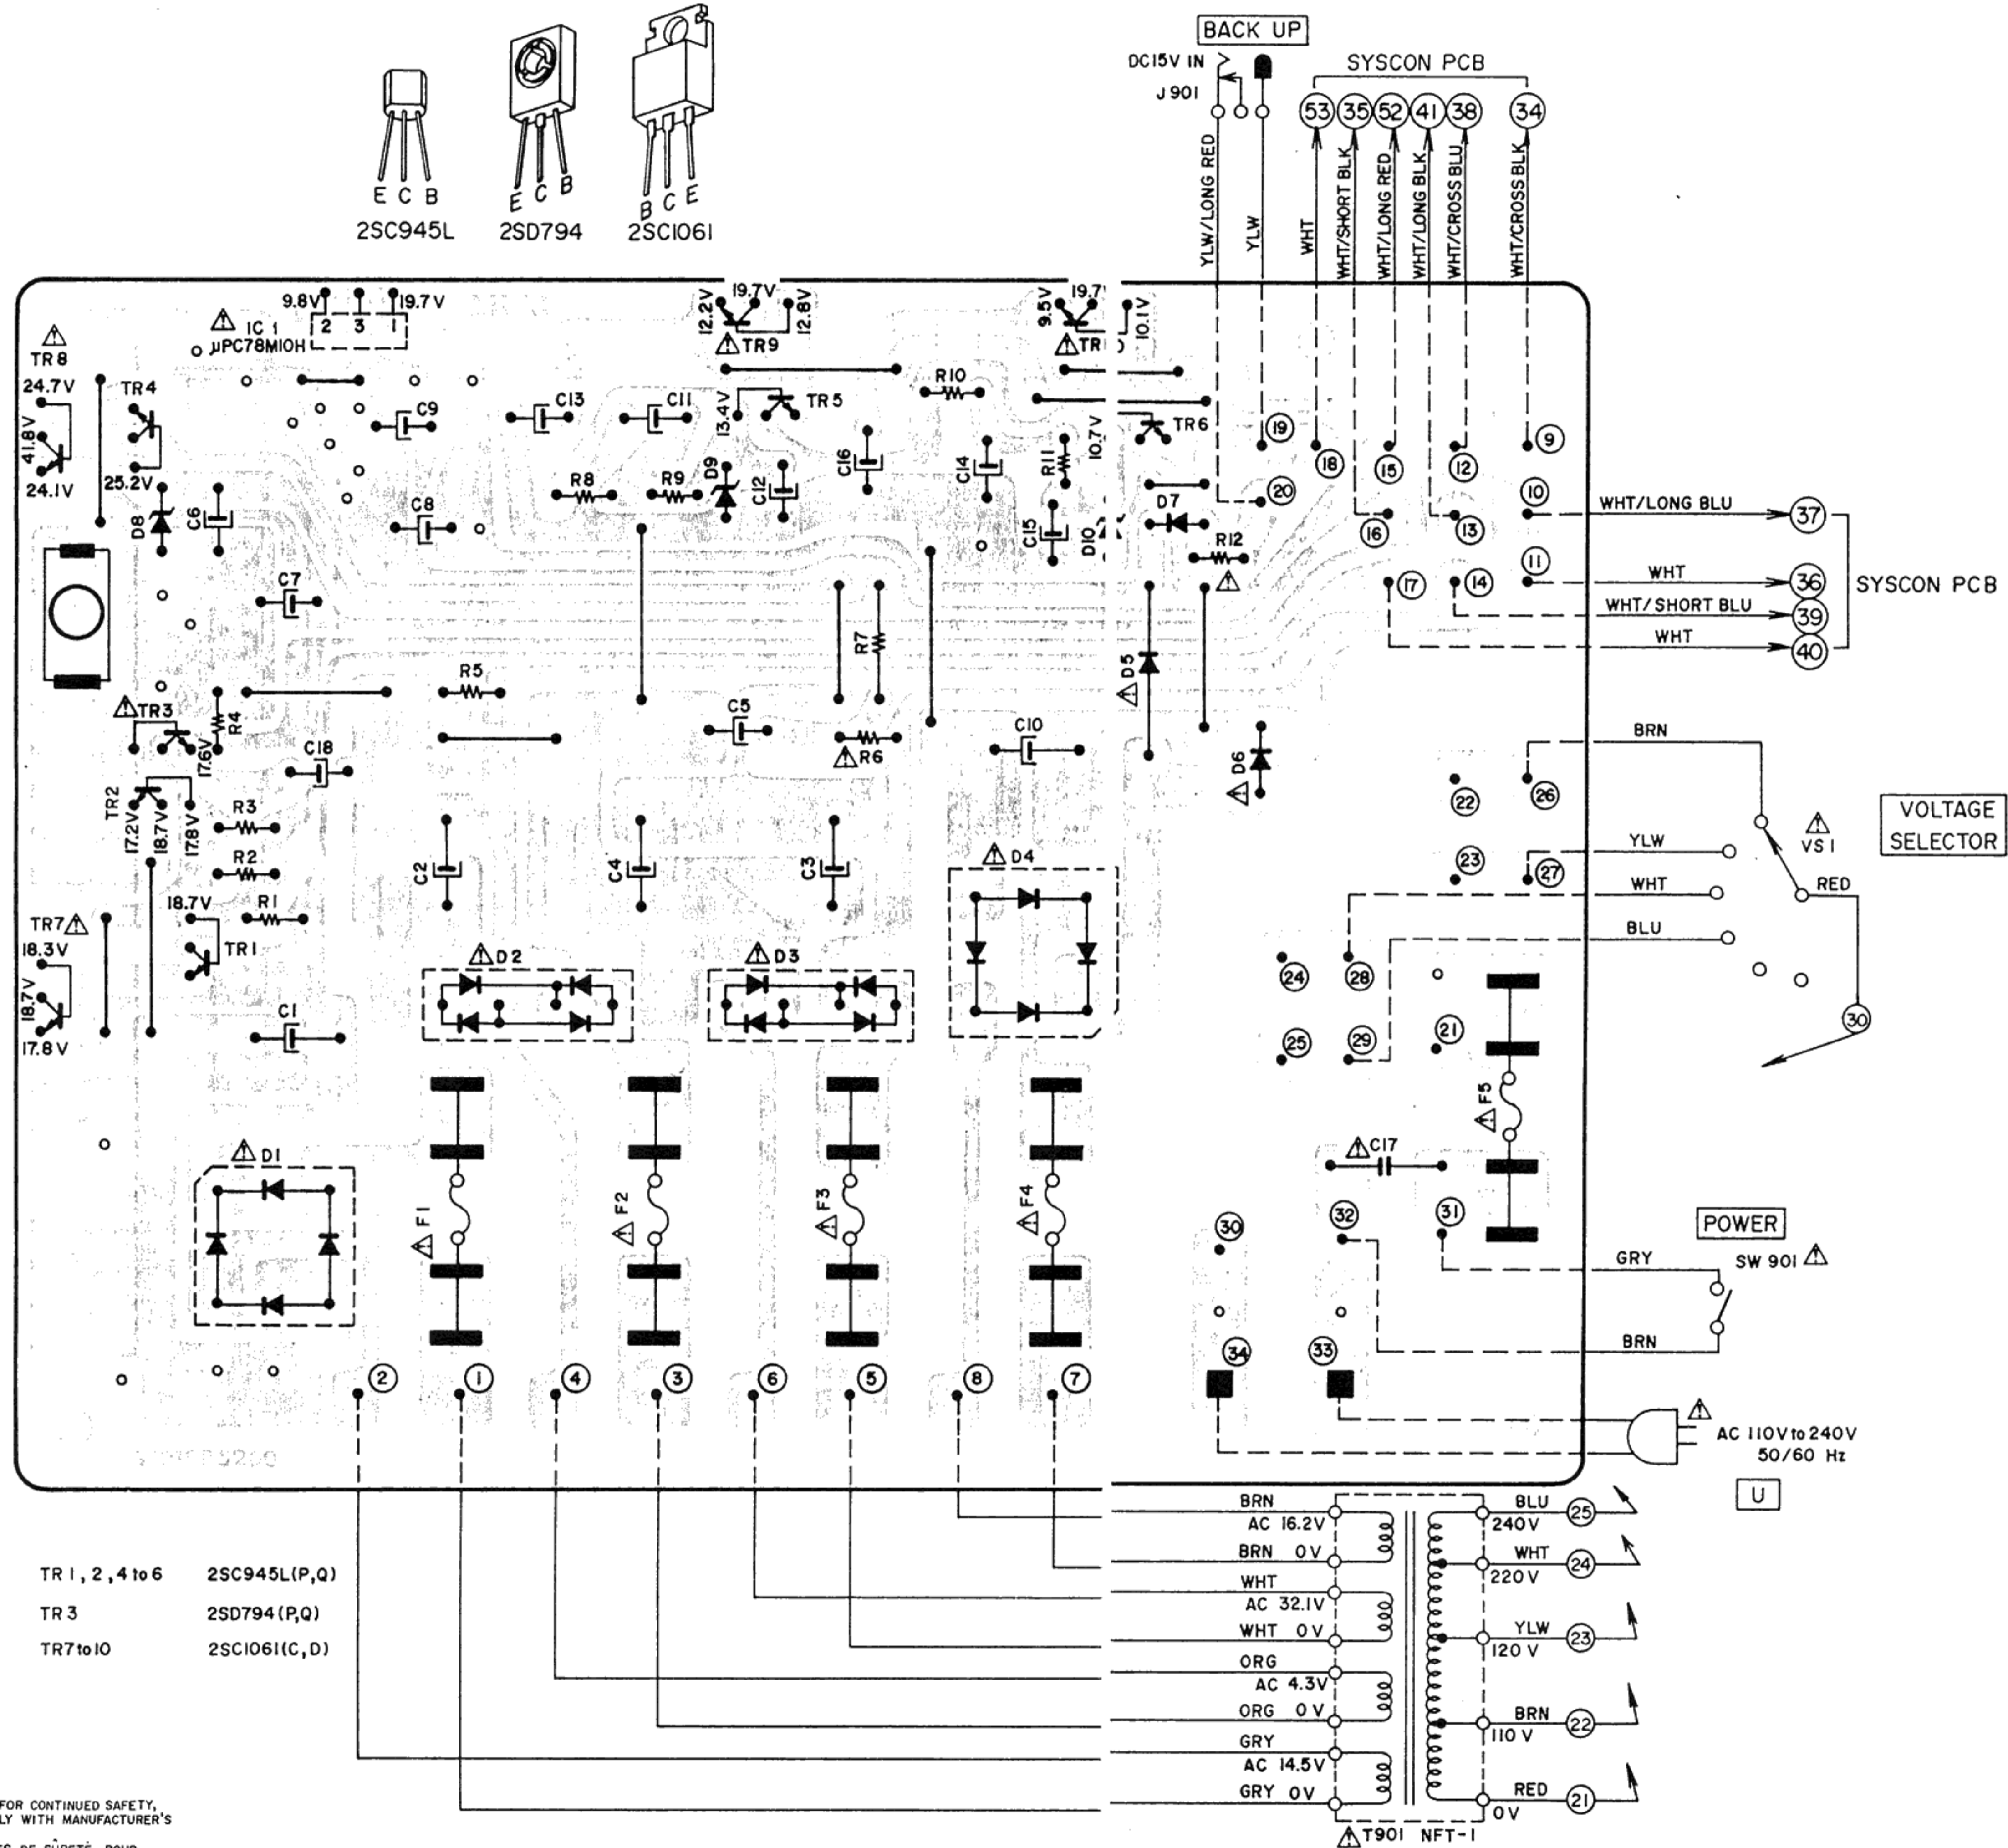 BACK UP
DC15V IN
J901
SYSCON PCB
53 35 52 41 38 34
E C B
2SC945L
E C B
2SD794
B C E
2SC1061
YLW/LONG RED
YLW
WHT
WHT/SHORT BLK
WHT/LONG RED
WHT/LONG BLK
WHT/CROSS BLU
WHT/CROSS BLK
9.8V 19.7V
2 3 1
IC 1
μPC78M10H
12.2V 19.7V 12.8V
TR9
9.5V 10.1V
TR8
24.7V
41.8V
24.1V
TR4
25.2V
C9
C13
C11
13.4V
TR5
R10
10.7V
TR6
19
18
15
12
9
D8
C6
C8
R8
R9
D9
C12
C16
C14
R11
C15
D10
D7
R12
20
16
13
10
WHT/LONG BLU 37
C7
17
14
11
WHT 36
SYSCON PCB
WHT/SHORT BLU 39
WHT 40
R7
R5
D5
TR3
R4
17.6V
C18
C5
R6
C10
D6
BRN
TR2
17.2V
18.7V
17.8V
R3
R2
R1
22
26
VS1
VOLTAGE
SELECTOR
C2
C4
C3
D4
23
27
YLW
WHT
RED
BLU
TR7
18.3V
18.7V
17.8V
18.7V
TR1
D2
D3
24
28
C1
25
29
21
30
F5
D1
F1
F2
F3
F4
C17
30
32
31
POWER
SW 901
GRY
BRN
34
33
2 1 4 3 6 5 8 7
AC 110V to 240V
50/60 Hz
U
BRN
AC 16.2V
BRN 0V
WHT
AC 32.1V
WHT 0V
ORG
AC 4.3V
ORG 0V
GRY
AC 14.5V
GRY 0V
BLU 25
240V
WHT 24
220V
YLW 23
120V
BRN 22
110V
RED 21
0V
T901 NFT-1
TR 1, 2, 4 to 6 2SC945L(P,Q)
TR 3 2SD794(P,Q)
TR7 to 10 2SC1061(C,D)
FOR CONTINUED SAFETY,
LY WITH MANUFACTURER'S